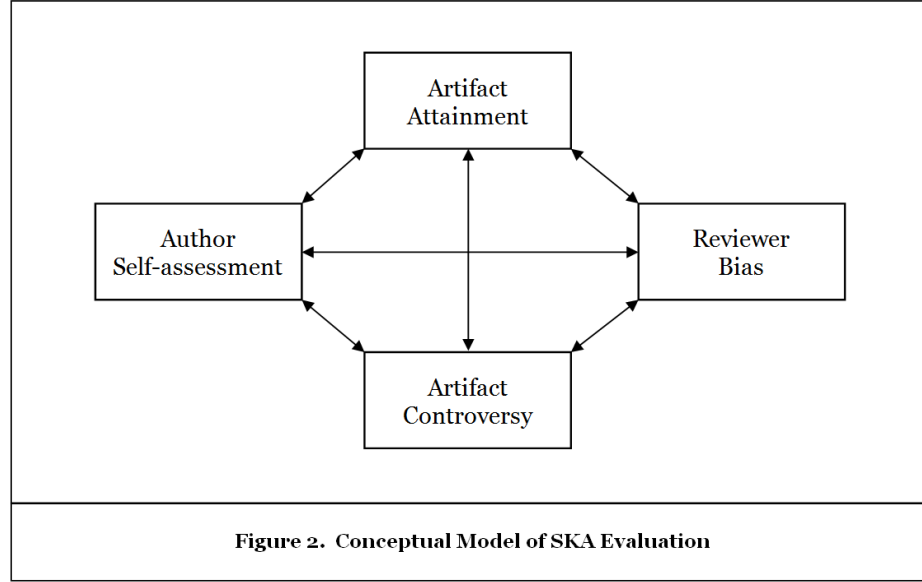 Artifact
Attainment
Author
Self-assessment
Reviewer
Bias
Artifact
Controversy
Figure 2. Conceptual Model of SKA Evaluation